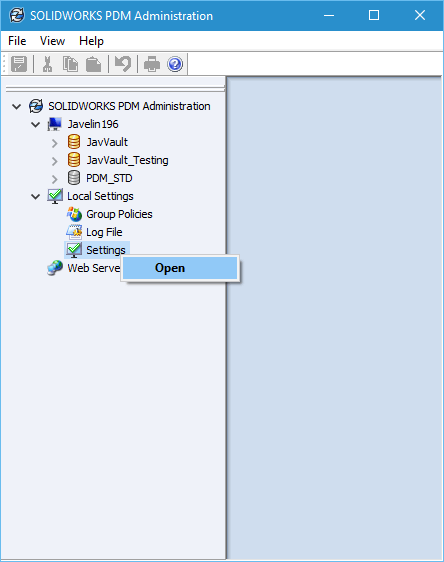 SOLIDWORKS PDM Administration
File View Help
SOLIDWORKS PDM Administration
Javelin196
JavVault
JavVault_Testing
PDM_STD
Local Settings
Group Policies
Log File
Settings
Web Serve
Open